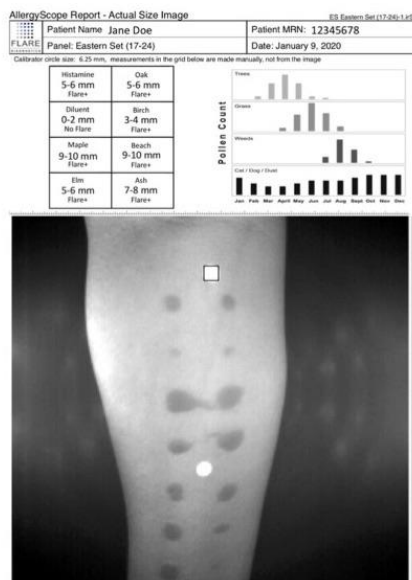 AllergyScope Report - Actual Size Image
ES Eastern Set (17-24)-1.#1
FLARE
Patient Name Jane Doe
Patient MRN: 12345678
Panel: Eastern Set (17-24)
Date: January 9, 2020
Calibrator circle size: 6.25 mm, measurements in the grid below are made manually, not from the image
Histamine
5-6 mm
Flare+
Oak
5-6 mm
Flare+
Diluent
0-2 mm
No Flare
Birch
3-4 mm
Flare+
Maple
9-10 mm
Flare+
Beach
9-10 mm
Flare+
Elm
5-6 mm
Flare+
Ash
7-8 mm
Flare+
Pollen Count
Trees
Grass
Weeds
Cat / Dog / Dust
Jan Feb Mar April May Jun Jul Aug Sept Oct Nov Dec